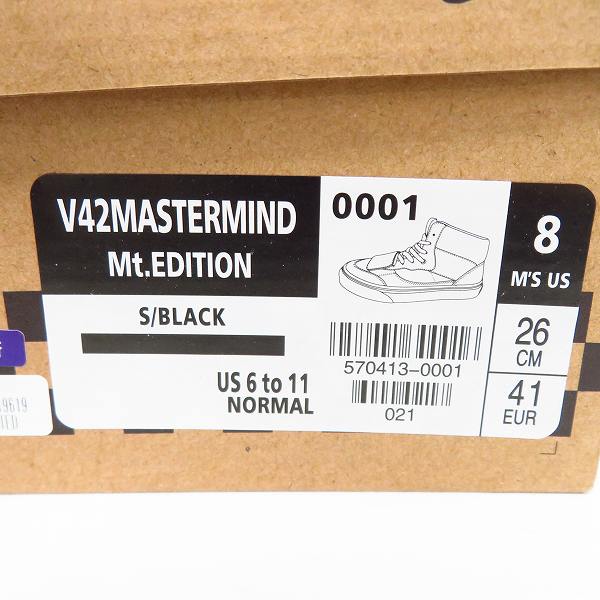 V42MASTERMIND
Mt.EDITION
S/BLACK
US 6 to 11
NORMAL
0001
570413-0001
021
8
M'S US
26
CM
41
EUR
9619